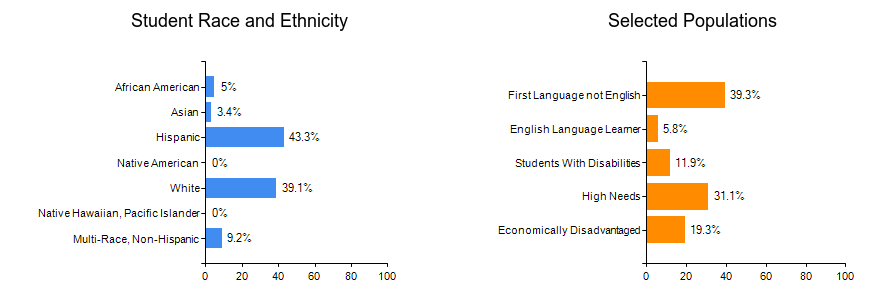 Student Race and Ethnicity
African American 5%
Asian 3.4%
Hispanic 43.3%
Native American 0%
White 39.1%
Native Hawaiian, Pacific Islander 0%
Multi-Race, Non-Hispanic 9.2%
0 20 40 60 80 100
Selected Populations
First Language not English 39.3%
English Language Learner 5.8%
Students With Disabilities 11.9%
High Needs 31.1%
Economically Disadvantaged 19.3%
0 20 40 60 80 100